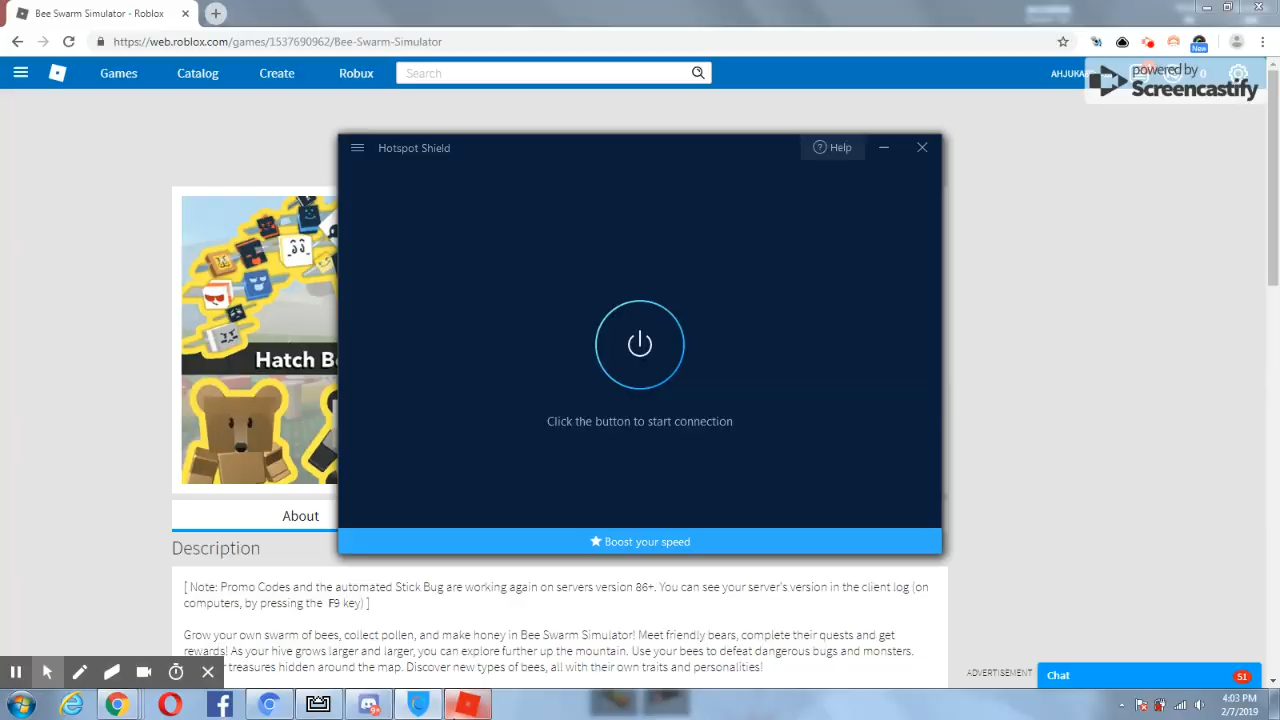 Bee Swarm Simulator - Roblox
https://web.roblox.com/games/1537690962/Bee-Swarm-Simulator
New
Games
Catalog
Create
Roblox
Search
AHJUKA
0
powered by
Screencastify
Hotspot Shield
Help
Hatch B
Click the button to start connection
Boost your speed
About
Description
[ Note: Promo Codes and the automated Stick Bug are working again on servers version 86+. You can see your server's version in the client log (on
computers, by pressing the F9 key) ]
Grow your own swarm of bees, collect pollen, and make honey in Bee Swarm Simulator! Meet friendly bears, complete their quests and get
rewards! As your hive grows larger and larger, you can explore further up the mountain. Use your bees to defeat dangerous bugs and monsters.
r treasures hidden around the map. Discover new types of bees, all with their own traits and personalities!
ADVERTISEMENT
Chat
51
4:03 PM
2/7/2019